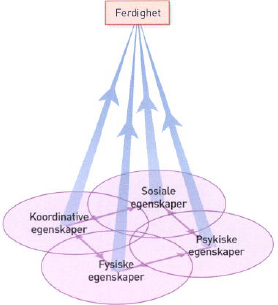 Ferdighet
Sosiale
egenskaper
Koordinative
egenskaper
Psykiske
egenskaper
Fysiske
egenskaper